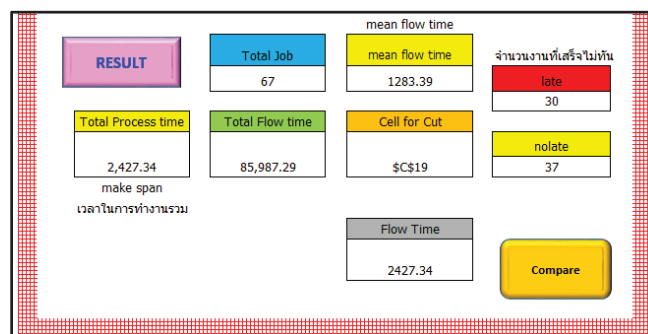 mean flow time
RESULT
Total Job
67
mean flow time
1283.39
จำนวนงานที่เสร็จไม่ทัน
late
30
Total Process time
2,427.34
make span
เวลาในการทำงานรวม
Total Flow time
85,987.29
Cell for Cut
$C$19
nolate
37
Flow Time
2427.34
Compare